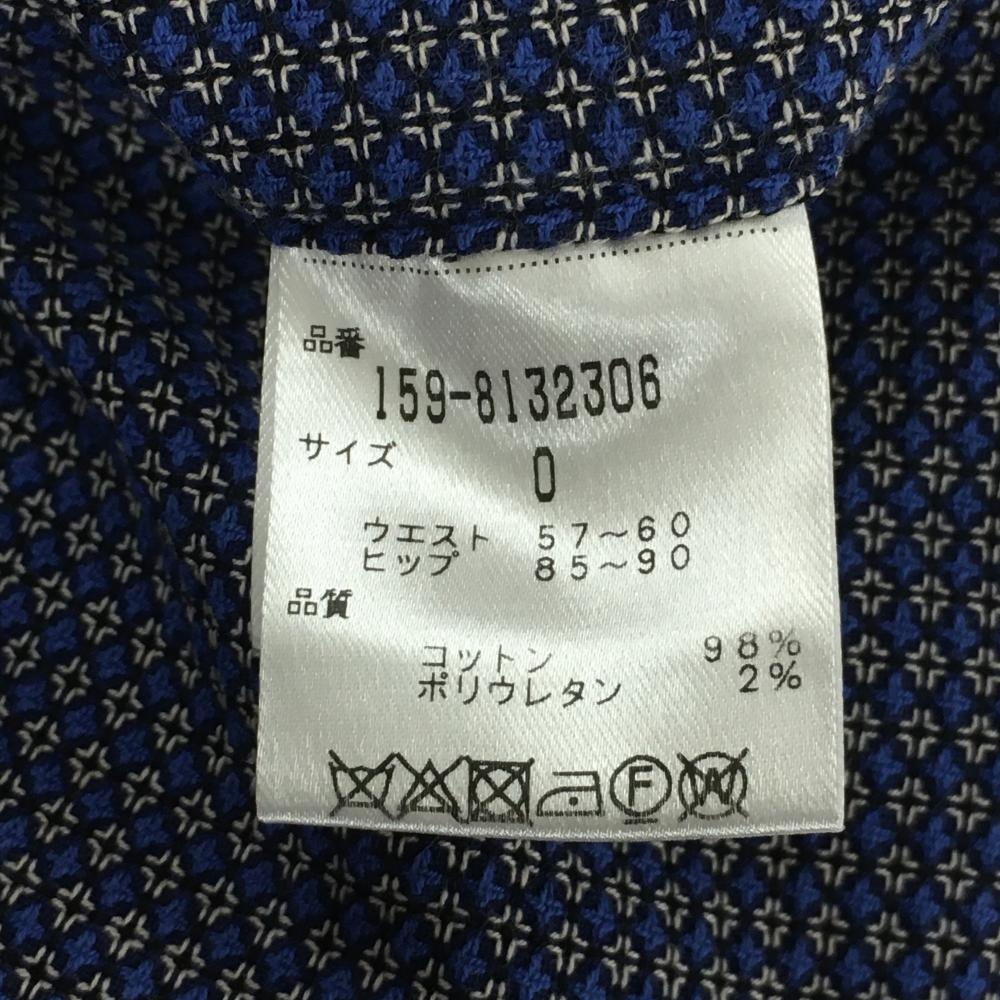 品番
159-8132306
サイズ 0
ウエスト 57~60
ヒップ 85~90
品質
コットン 98%
ポリウレタン 2%
F W